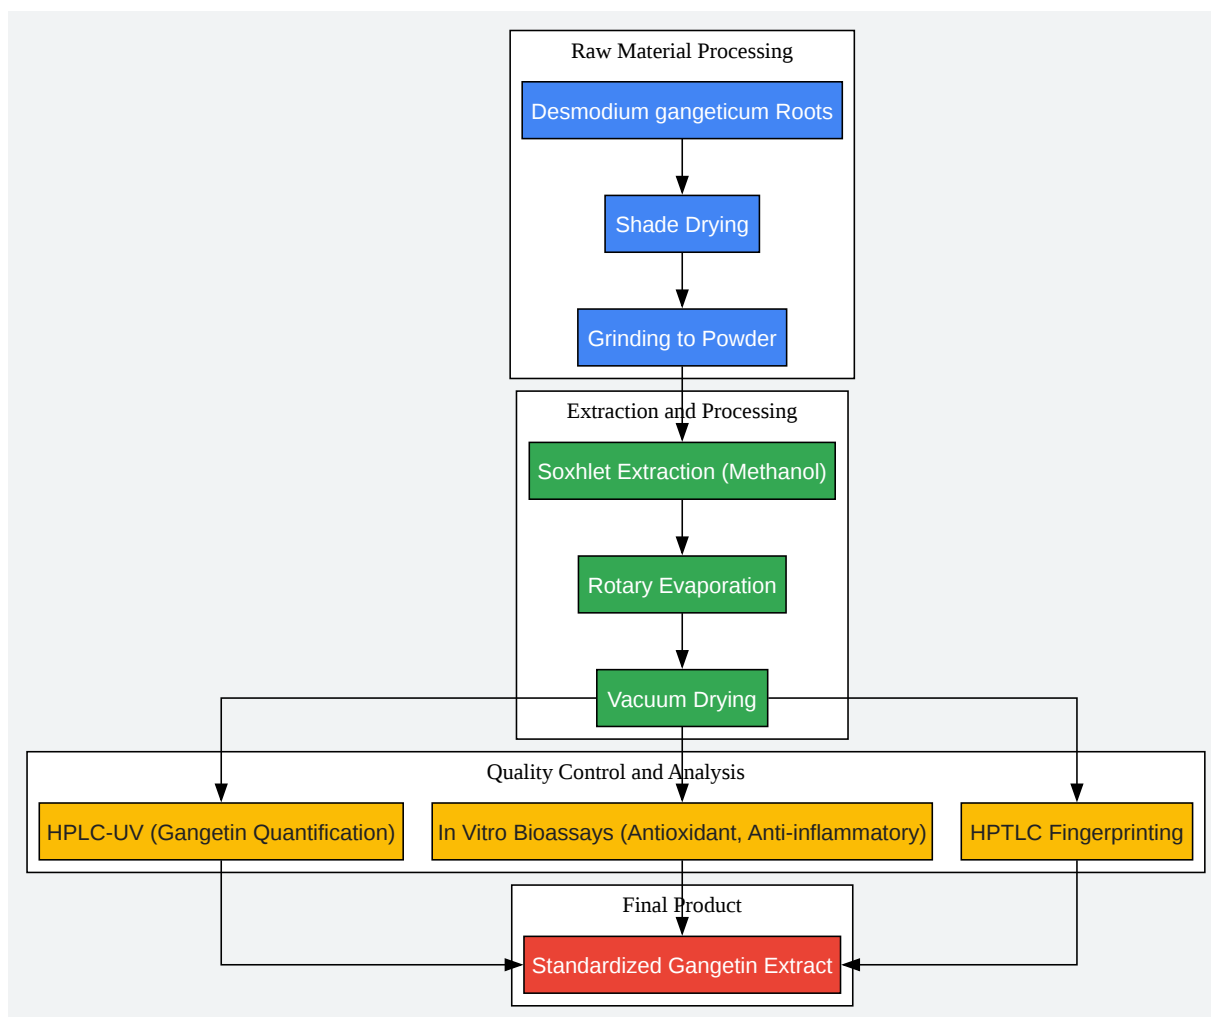 Raw Material Processing
Desmodium gangeticum Roots
Shade Drying
Grinding to Powder
Extraction and Processing
Soxhlet Extraction (Methanol)
Rotary Evaporation
Vacuum Drying
Quality Control and Analysis
HPLC-UV (Gangetin Quantification)
In Vitro Bioassays (Antioxidant, Anti-inflammatory)
HPTLC Fingerprinting
Final Product
Standardized Gangetin Extract